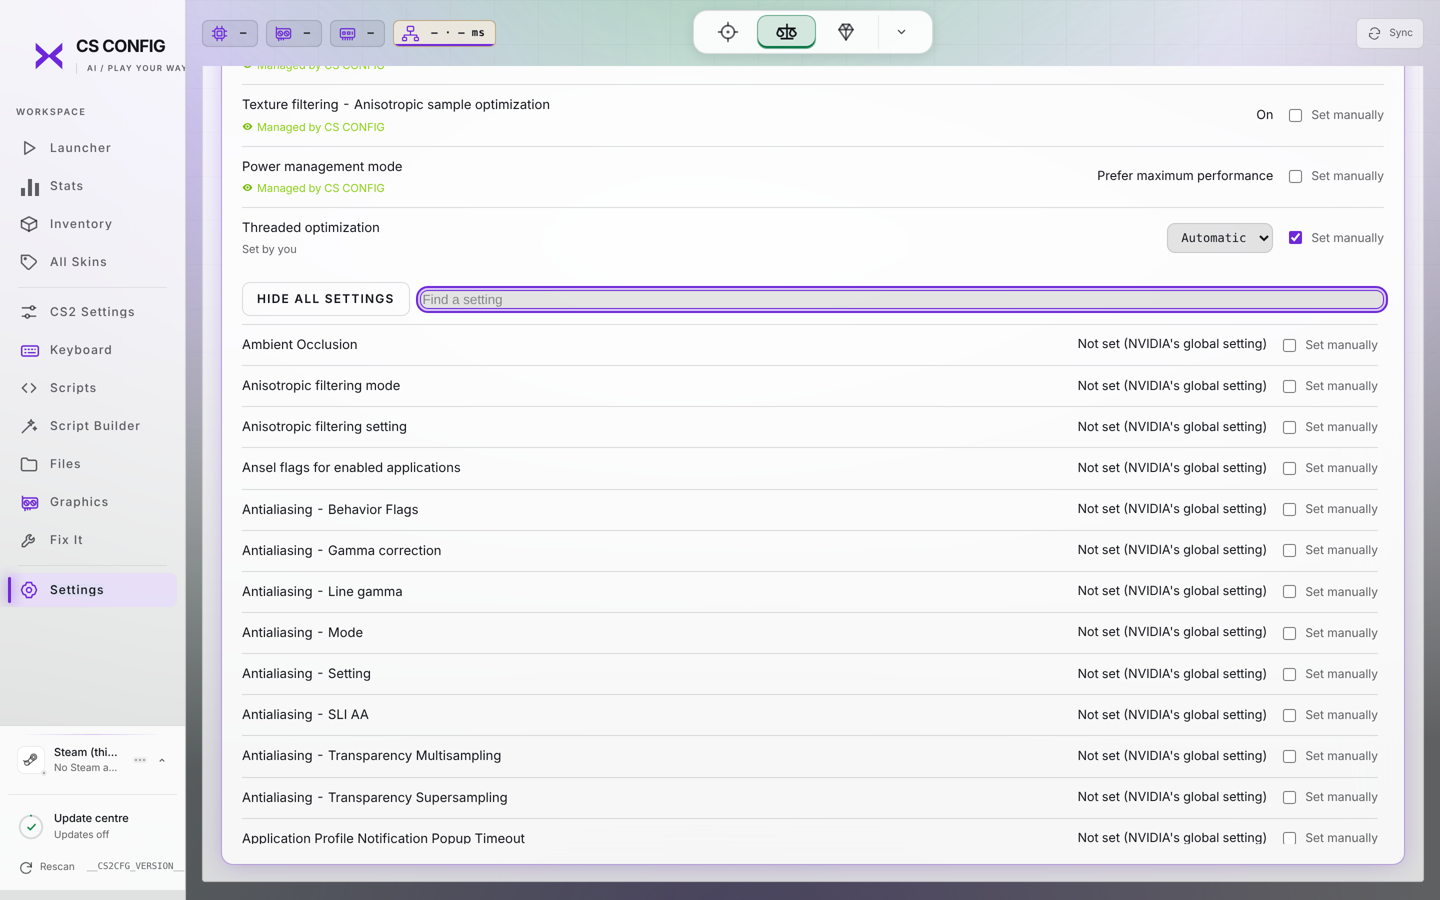 CS CONFIG
AI / PLAY YOUR WAY
WORKSPACE
Launcher
Stats
Inventory
All Skins
CS2 Settings
Keyboard
Scripts
Script Builder
Files
Graphics
Fix It
Settings
Steam (thi...
No Steam a...
Update centre
Updates off
Rescan
__CS2CFG_VERSION__
–
–
–
– · – ms
Sync
Managed by CS CONFIG
Texture filtering - Anisotropic sample optimization
Managed by CS CONFIG
On
Set manually
Power management mode
Managed by CS CONFIG
Prefer maximum performance
Set manually
Threaded optimization
Set by you
Automatic
Set manually
HIDE ALL SETTINGS
Find a setting
Ambient Occlusion
Not set (NVIDIA's global setting)
Set manually
Anisotropic filtering mode
Not set (NVIDIA's global setting)
Set manually
Anisotropic filtering setting
Not set (NVIDIA's global setting)
Set manually
Ansel flags for enabled applications
Not set (NVIDIA's global setting)
Set manually
Antialiasing - Behavior Flags
Not set (NVIDIA's global setting)
Set manually
Antialiasing - Gamma correction
Not set (NVIDIA's global setting)
Set manually
Antialiasing - Line gamma
Not set (NVIDIA's global setting)
Set manually
Antialiasing - Mode
Not set (NVIDIA's global setting)
Set manually
Antialiasing - Setting
Not set (NVIDIA's global setting)
Set manually
Antialiasing - SLI AA
Not set (NVIDIA's global setting)
Set manually
Antialiasing - Transparency Multisampling
Not set (NVIDIA's global setting)
Set manually
Antialiasing - Transparency Supersampling
Not set (NVIDIA's global setting)
Set manually
Application Profile Notification Popup Timeout
Not set (NVIDIA's global setting)
Set manually